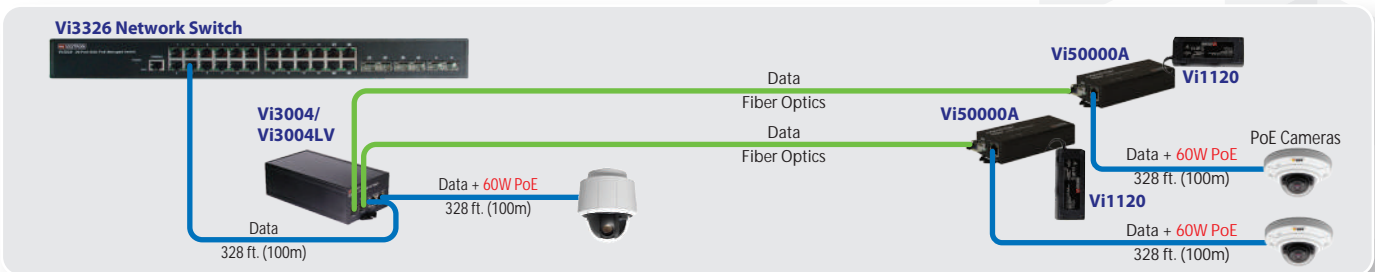 Vi3326 Network Switch
Vi3004/
Vi3004LV
Data
328 ft. (100m)
Data + 60W PoE
328 ft. (100m)
Data
Fiber Optics
Data
Fiber Optics
Vi50000A
Vi1120
Vi50000A
Vi1120
PoE Cameras
Data + 60W PoE
328 ft. (100m)
Data + 60W PoE
328 ft. (100m)